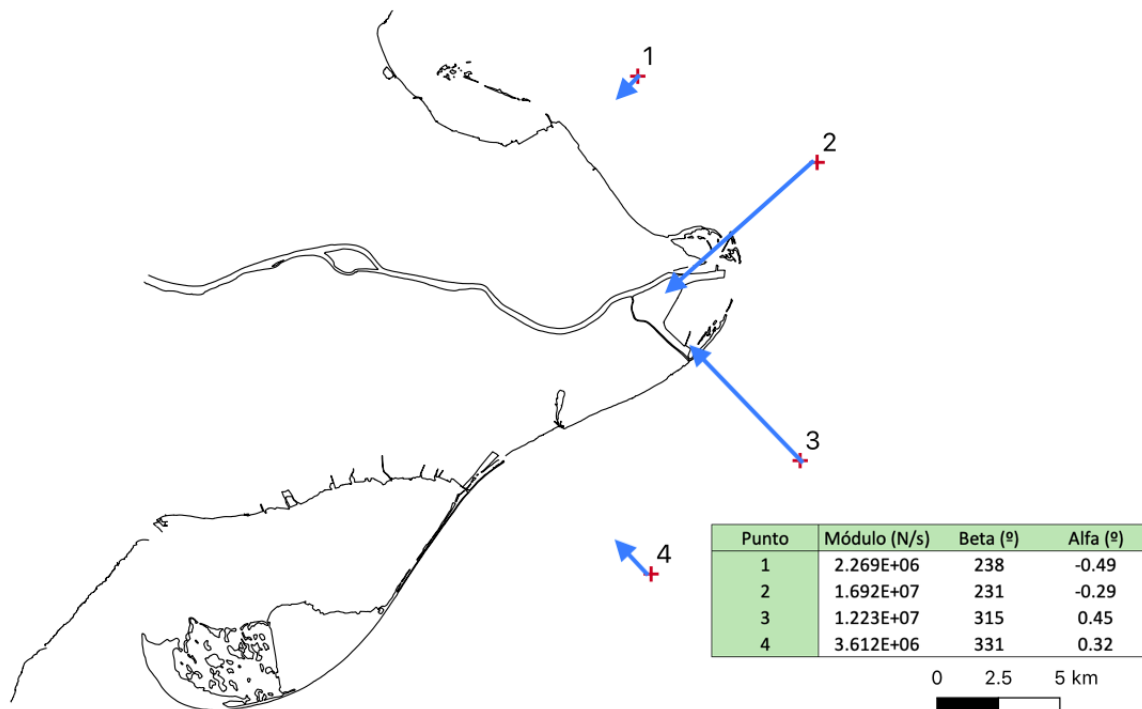 1
2
3
4
Punto Módulo (N/s) Beta (º) Alfa (º)
1 2.269E+06 238 -0.49
2 1.692E+07 231 -0.29
3 1.223E+07 315 0.45
4 3.612E+06 331 0.32
0 2.5 5 km